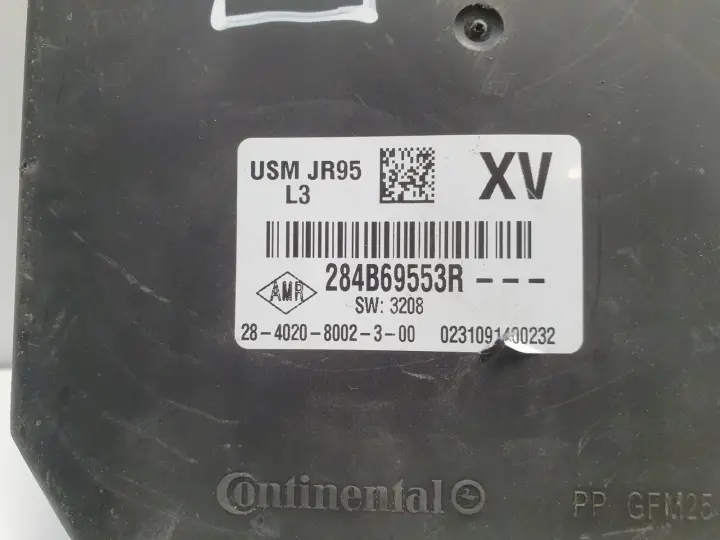 USM JR95
L3
XV
284B69553R---
AMR
SW: 3208
28-4020-8002-3-00 0231091400232
Continental
PP GFM25